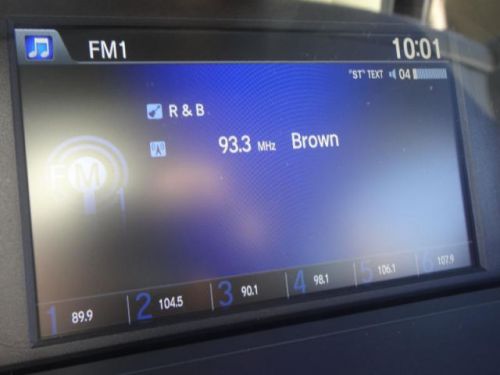 FM1 10:01
"ST" TEXT 04
R & B
93.3 MHz Brown
FM 1
1 89.9 2 104.5 3 90.1 4 98.1 5 106.1 6 107.9